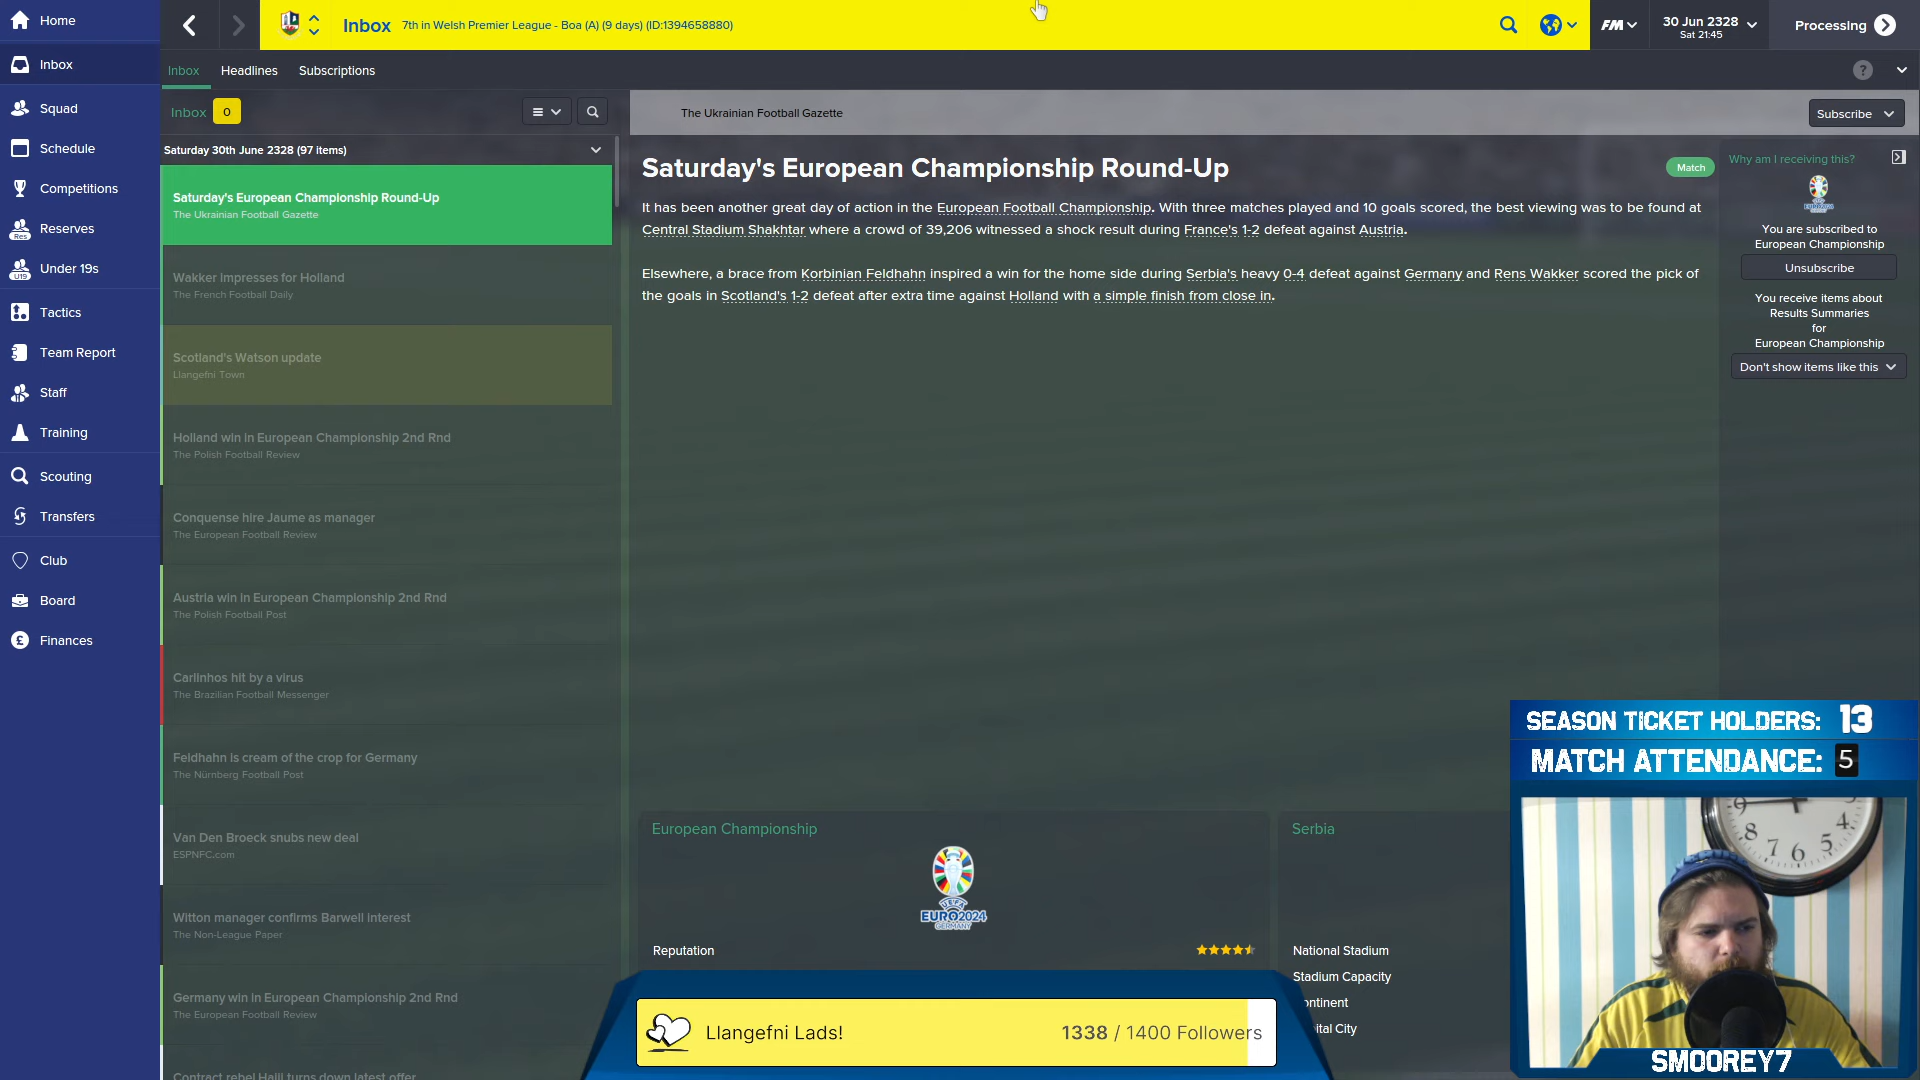 Home
Inbox
Squad
Schedule
Competitions
Reserves
Under 19s
Tactics
Team Report
Staff
Training
Scouting
Transfers
Club
Board
Finances
Inbox
7th in Welsh Premier League - Boa (A) (9 days) (ID:1394658880)
FM
30 Jun 2328
Sat 21:45
Processing
Inbox
Headlines
Subscriptions
?
Inbox
0
Saturday 30th June 2328 (97 items)
Saturday's European Championship Round-Up
The Ukrainian Football Gazette
Wakker Impresses for Holland
The French Football Daily
Scotland's Watson update
Llangefni Town
Holland win in European Championship 2nd Rnd
The Polish Football Review
Conquense hire Jaume as manager
The European Football Review
Austria win in European Championship 2nd Rnd
The Polish Football Post
Carlinhos hit by a virus
The Brazilian Football Messenger
Feldhahn is cream of the crop for Germany
The Nürnberg Football Post
Van Den Broeck snubs new deal
ESPNFC.com
Witton manager confirms Barwell interest
The Non-League Paper
Germany win in European Championship 2nd Rnd
The European Football Review
Contract rebel Hajij turns down latest offer
The Ukrainian Football Gazette
Subscribe
Saturday's European Championship Round-Up
Match
It has been another great day of action in the European Football Championship. With three matches played and 10 goals scored, the best viewing was to be found at
Central Stadium Shakhtar where a crowd of 39,206 witnessed a shock result during France's 1-2 defeat against Austria.
Elsewhere, a brace from Korbinian Feldhahn inspired a win for the home side during Serbia's heavy 0-4 defeat against Germany and Rens Wakker scored the pick of
the goals in Scotland's 1-2 defeat after extra time against Holland with a simple finish from close in.
Why am I receiving this?
You are subscribed to
European Championship
Unsubscribe
You receive items about
Results Summaries
for
European Championship
Don't show items like this
European Championship
UEFA
EURO2024
GERMANY
Reputation
Serbia
National Stadium
Stadium Capacity
ontinent
ital City
Llangefni Lads!
1338 / 1400 Followers
SEASON TICKET HOLDERS: 13
MATCH ATTENDANCE: 5
9
8
7
6
5
4
3
SMOOREY7